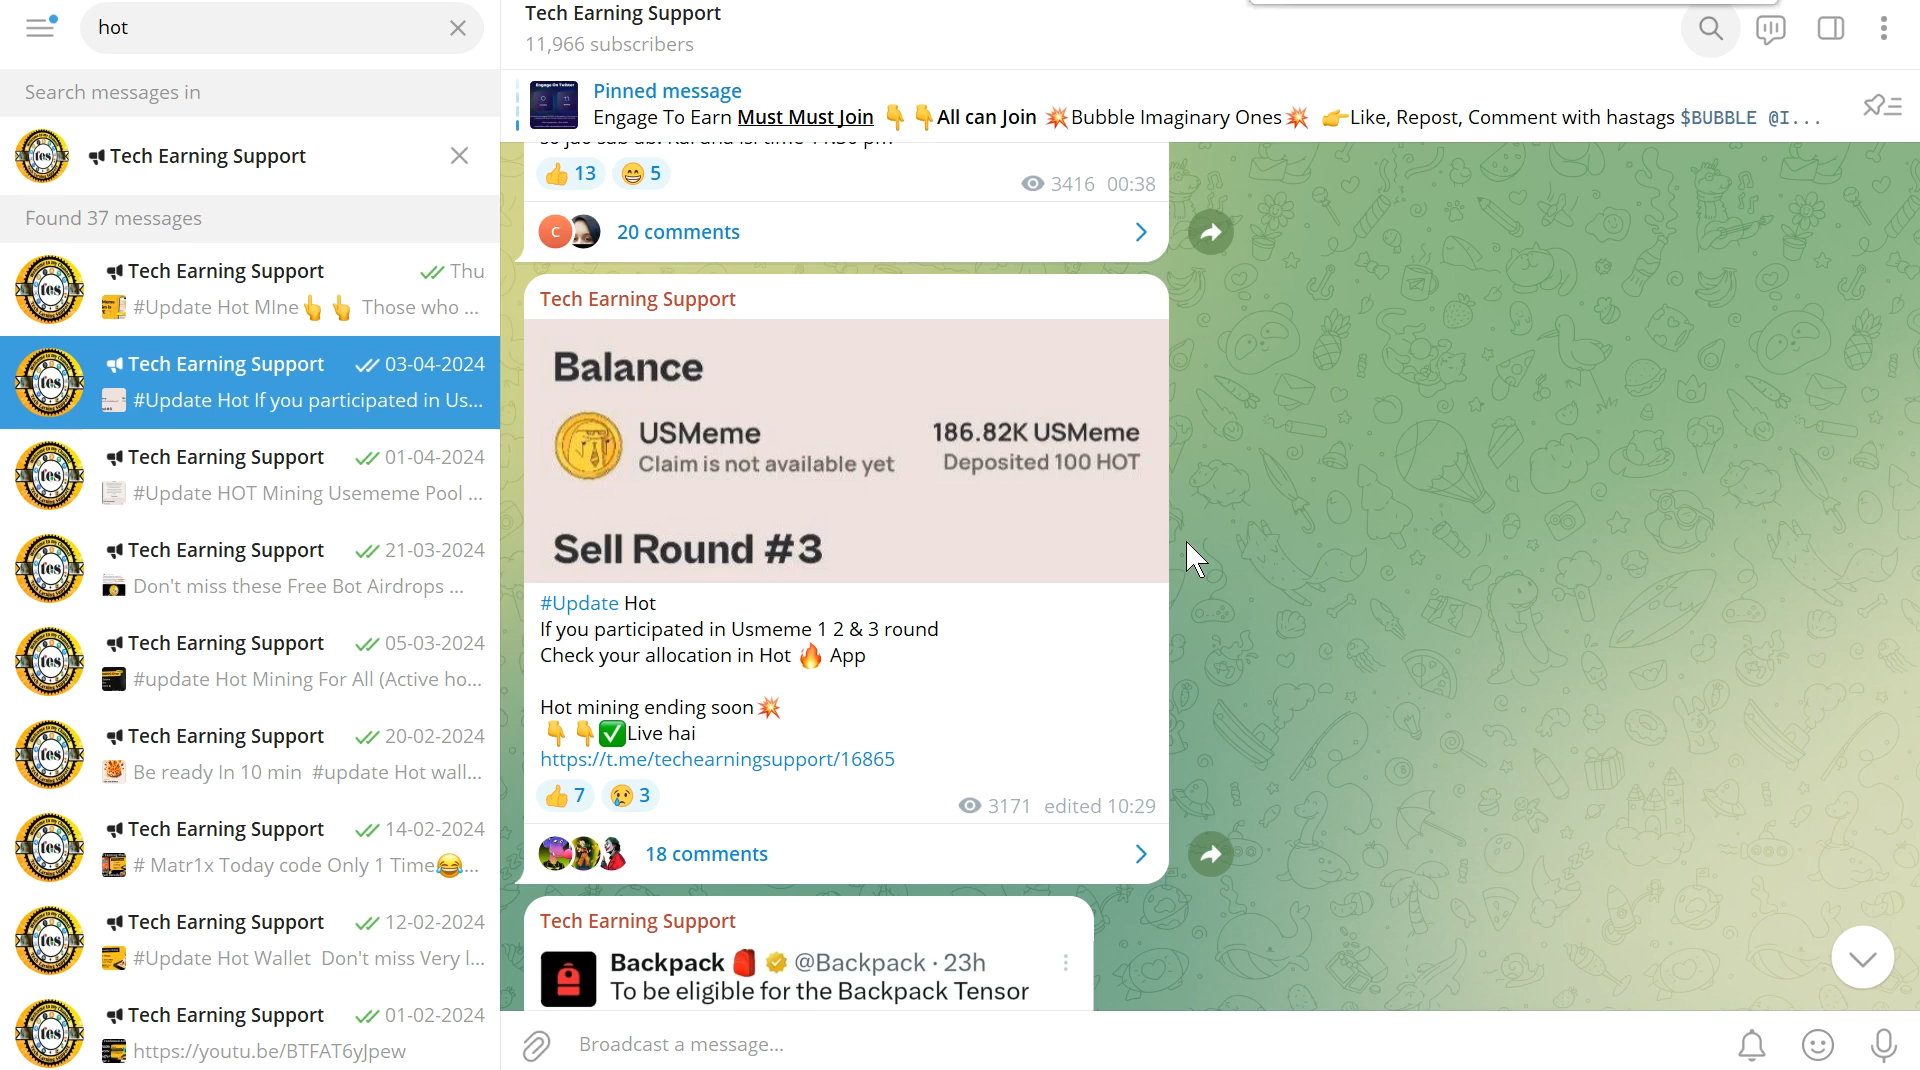 hot
Search messages in
Tech Earning Support
Found 37 messages
Tech Earning Support Thu
#Update Hot MIne👆 👆 Those who ...
Tech Earning Support 03-04-2024
#Update Hot If you participated in Us...
Tech Earning Support 01-04-2024
#Update HOT Mining Usememe Pool ...
Tech Earning Support 21-03-2024
Don't miss these Free Bot Airdrops ...
Tech Earning Support 05-03-2024
#update Hot Mining For All (Active ho...
Tech Earning Support 20-02-2024
Be ready In 10 min #update Hot wall...
Tech Earning Support 14-02-2024
# Matr1x Today code Only 1 Time😂...
Tech Earning Support 12-02-2024
#Update Hot Wallet Don't miss Very l...
Tech Earning Support 01-02-2024
https://youtu.be/BTFAT6yJpew
Tech Earning Support
11,966 subscribers
Pinned message
Engage To Earn Must Must Join 👇 👇All can Join 💥Bubble Imaginary Ones💥 👉Like, Repost, Comment with hastags $BUBBLE @I...
👍 13 😁 5
3416 00:38
C
20 comments
Tech Earning Support
Balance
USMeme 186.82K USMeme
Claim is not available yet Deposited 100 HOT
Sell Round #3
#Update Hot
If you participated in Usmeme 1 2 & 3 round
Check your allocation in Hot 🔥 App
Hot mining ending soon💥
👇 👇✅Live hai
https://t.me/techearningsupport/16865
👍 7 😢 3
3171 edited 10:29
18 comments
Tech Earning Support
Backpack 🎒 @Backpack · 23h
To be eligible for the Backpack Tensor
Broadcast a message...